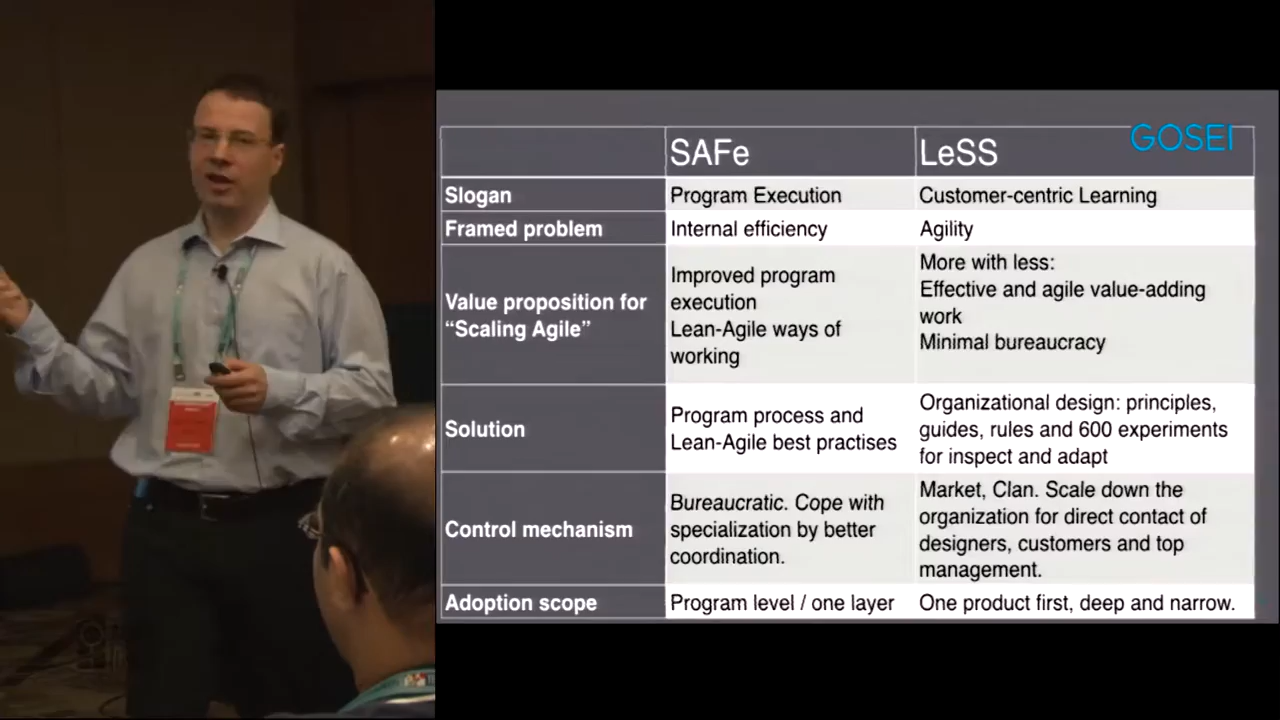 GOSEI
SAFe
LeSS
Slogan
Program Execution
Customer-centric Learning
Framed problem
Internal efficiency
Agility
Value proposition for
“Scaling Agile”
Improved program
execution
Lean-Agile ways of
working
More with less:
Effective and agile value-adding
work
Minimal bureaucracy
Solution
Program process and
Lean-Agile best practises
Organizational design: principles,
guides, rules and 600 experiments
for inspect and adapt
Control mechanism
Bureaucratic. Cope with
specialization by better
coordination.
Market, Clan. Scale down the
organization for direct contact of
designers, customers and top
management.
Adoption scope
Program level / one layer
One product first, deep and narrow.